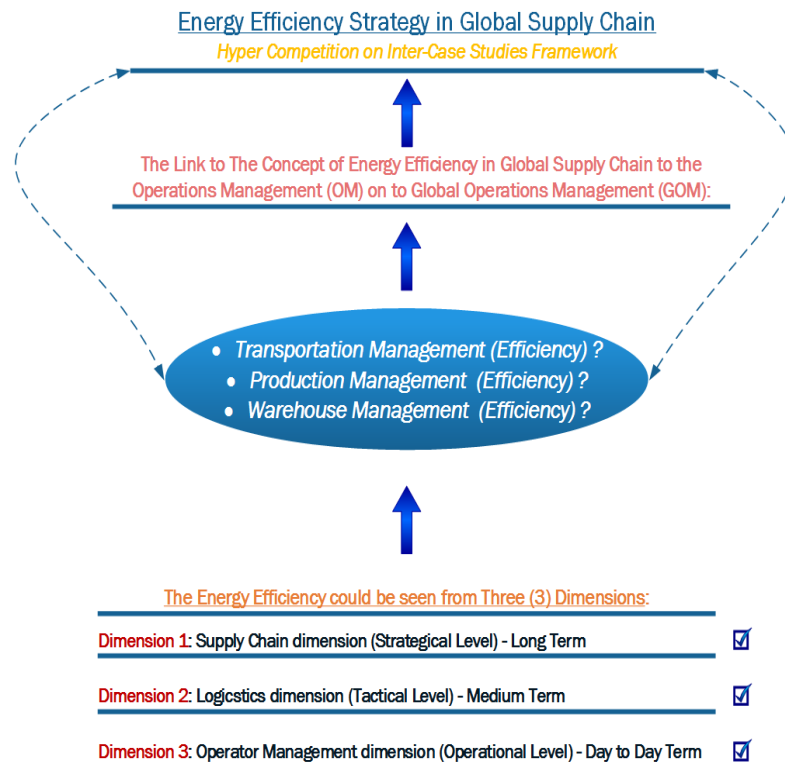 Energy Efficiency Strategy in Global Supply Chain
Hyper Competition on Inter-Case Studies Framework
The Link to The Concept of Energy Efficiency in Global Supply Chain to the
Operations Management (OM) on to Global Operations Management (GOM):
• Transportation Management (Efficiency) ?
• Production Management (Efficiency) ?
• Warehouse Management (Efficiency) ?
The Energy Efficiency could be seen from Three (3) Dimensions:
Dimension 1: Supply Chain dimension (Strategical Level) - Long Term
Dimension 2: Logicstics dimension (Tactical Level) - Medium Term
Dimension 3: Operator Management dimension (Operational Level) - Day to Day Term